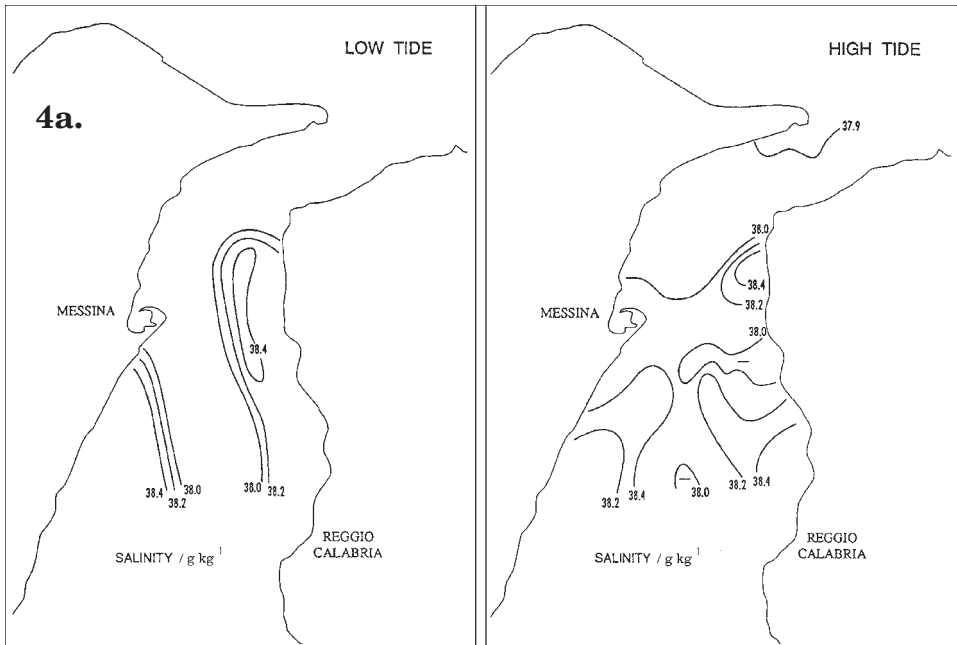 LOW TIDE
4a.
MESSINA
38.4
38.4
38.2
38.0
38.0
38.2
REGGIO
CALABRIA
SALINITY / g kg¹
HIGH TIDE
37.9
38.0
38.4
38.2
MESSINA
38.0
38.2
38.4
38.0
38.2
38.4
REGGIO
CALABRIA
SALINITY / g kg¹